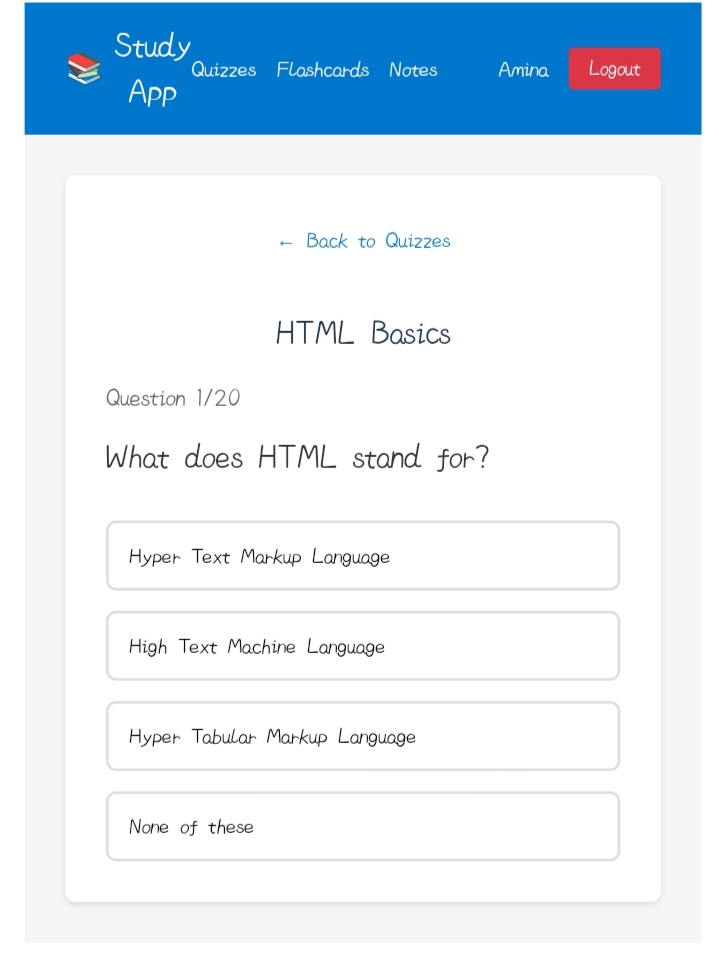 Study
App
Quizzes Flashcards Notes Amina Logout
← Back to Quizzes
HTML Basics
Question 1/20
What does HTML stand for?
Hyper Text Markup Language
High Text Machine Language
Hyper Tabular Markup Language
None of these